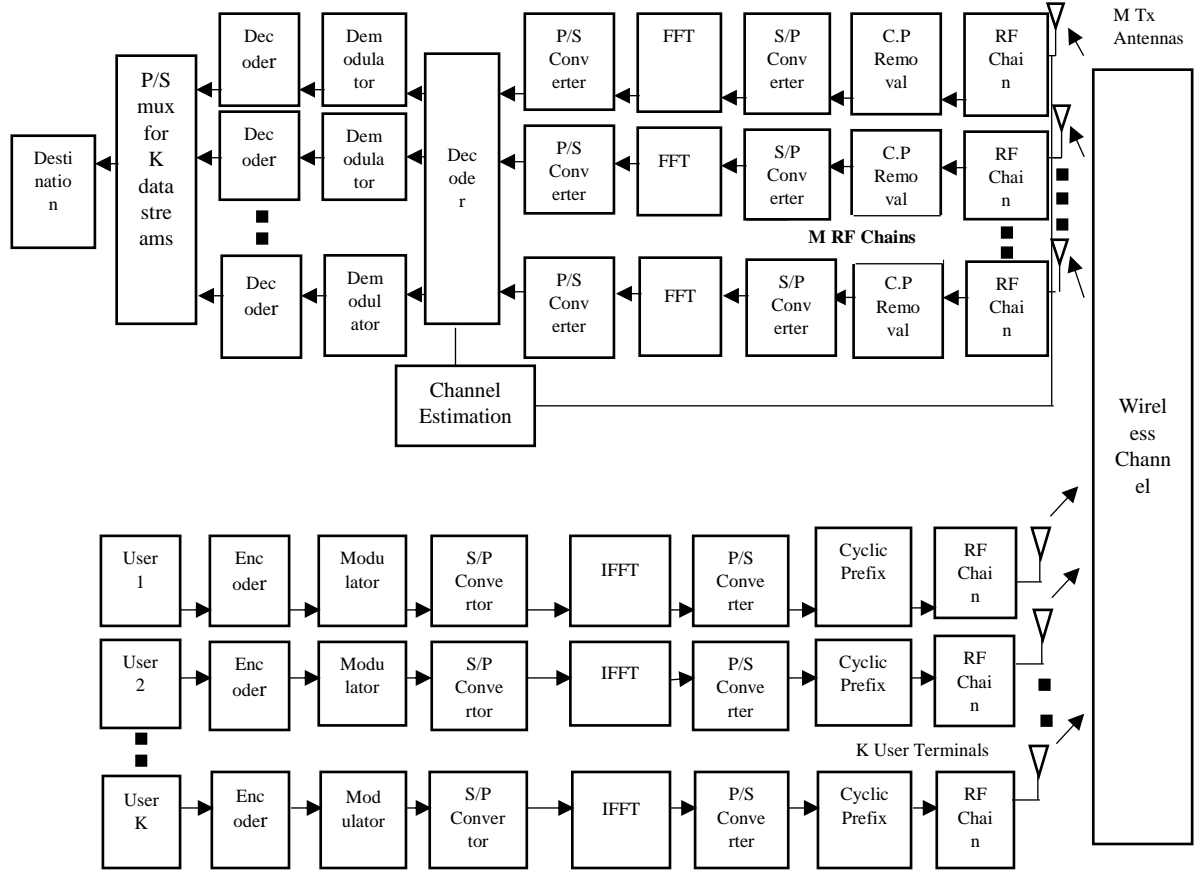 M Tx
Antennas
Dec
oder
Dem
odula
tor
P/S
Conv
erter
FFT
S/P
Conv
erter
C.P
Remo
val
RF
Chai
n
P/S
mux
for
K
data
stre
ams
Desti
natio
n
Dec
oder
Dem
odula
tor
Dec
ode
r
P/S
Conv
erter
FFT
S/P
Conv
erter
C.P
Remo
val
RF
Chai
n
M RF Chains
Dec
oder
Dem
odul
ator
P/S
Conv
erter
FFT
S/P
Conv
erter
C.P
Remo
val
RF
Chai
n
Channel
Estimation
Wirel
ess
Chann
el
User
1
Enc
oder
Modu
lator
S/P
Conve
rtor
IFFT
P/S
Conve
rter
Cyclic
Prefix
RF
Chai
n
User
2
Enc
oder
Modu
lator
S/P
Conve
rtor
IFFT
P/S
Conve
rter
Cyclic
Prefix
RF
Chai
n
K User Terminals
User
K
Enc
oder
Mod
ulator
S/P
Conver
tor
IFFT
P/S
Conve
rter
Cyclic
Prefix
RF
Chai
n